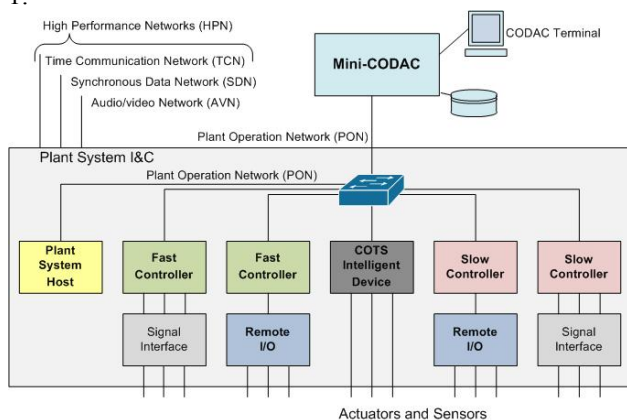 1.
High Performance Networks (HPN)
Time Communication Network (TCN)
Synchronous Data Network (SDN)
Audio/video Network (AVN)
Mini-CODAC
CODAC Terminal
Plant Operation Network (PON)
Plant System I&C
Plant Operation Network (PON)
Plant
System
Host
Fast
Controller
Fast
Controller
COTS
Intelligent
Device
Slow
Controller
Slow
Controller
Signal
Interface
Remote
I/O
Remote
I/O
Signal
Interface
Actuators and Sensors